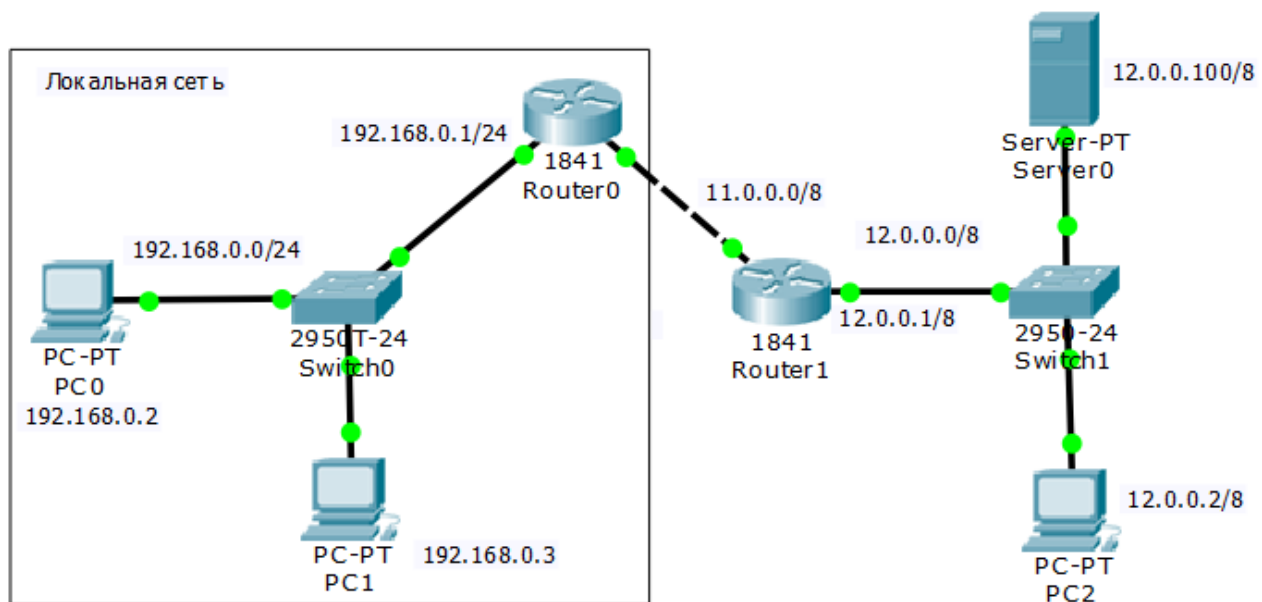 Локальная сеть
192.168.0.1/24
1841
Router0
11.0.0.0/8
12.0.0.100/8
Server-PT
Server0
192.168.0.0/24
12.0.0.0/8
12.0.0.1/8
PC-PT
PC0
192.168.0.2
2950T-24
Switch0
1841
Router1
2950-24
Switch1
PC-PT
PC1
192.168.0.3
12.0.0.2/8
PC-PT
PC2